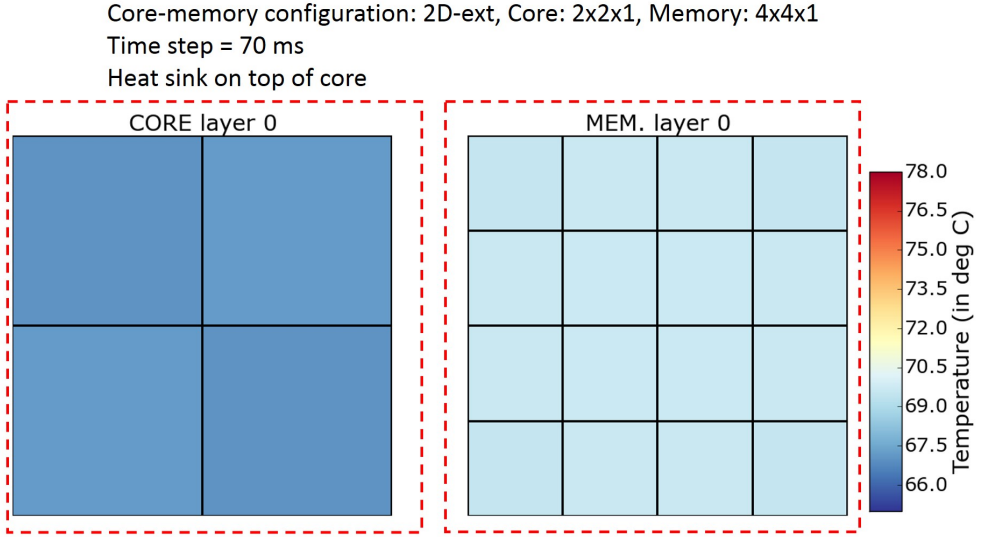 Core-memory configuration: 2D-ext, Core: 2x2x1, Memory: 4x4x1
Time step = 70 ms
Heat sink on top of core
CORE layer 0
MEM. layer 0
78.0
76.5
75.0
73.5
72.0
70.5
69.0
67.5
66.0
Temperature (in deg C)